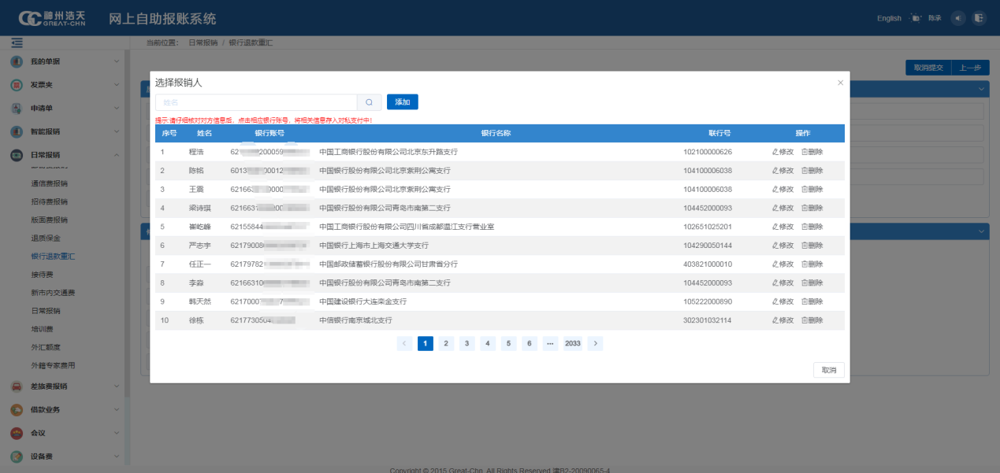 神州浩天
GREAT-CHN
网上自助报账系统
English 陈承
当前位置: 日常报销 / 银行退款重汇
我的单据
发票夹
申请单
智能报销
日常报销
通信费报销
招待费报销
版面费报销
退质保金
银行退款重汇
接待费
新市内交通费
日常报销
培训费
外汇额度
外籍专家费用
差旅费报销
借款业务
会议
设备费
取消提交 上一步
选择报销人
姓名
添加
提示:请仔细核对对方信息后，点击相应银行账号，将相关信息存入对私支付中!
序号 姓名 银行账号 银行名称 联行号 操作
1 程浩 62 200059 中国工商银行股份有限公司北京东升路支行 102100000626 修改 删除
2 陈铭 6013 00012 中国银行股份有限公司北京紫荆公寓支行 104100006038 修改 删除
3 王震 62166 0000 中国银行股份有限公司北京紫荆公寓支行 104100006038 修改 删除
4 梁诗琪 621663 00 中国银行股份有限公司青岛市南第二支行 104452000093 修改 删除
5 崔屹峰 62155844 中国工商银行股份有限公司四川省成都温江支行营业室 102651025201 修改 删除
6 严志宇 6217900 中国银行上海市上海交通大学支行 104290050144 修改 删除
7 任正一 62179782 中国邮政储蓄银行股份有限公司甘肃省分行 403821000010 修改 删除
8 李淼 62166310 中国银行股份有限公司青岛市南第二支行 104452000093 修改 删除
9 韩天然 6217000 7 中国建设银行大连栾金支行 105222000890 修改 删除
10 徐栋 6217730504 中信银行南京城北支行 302301032114 修改 删除
1 2 3 4 5 6 ··· 2033
取消
Copyright © 2015 Great-Chn. All Rights Reserved 津B2-20090065-4